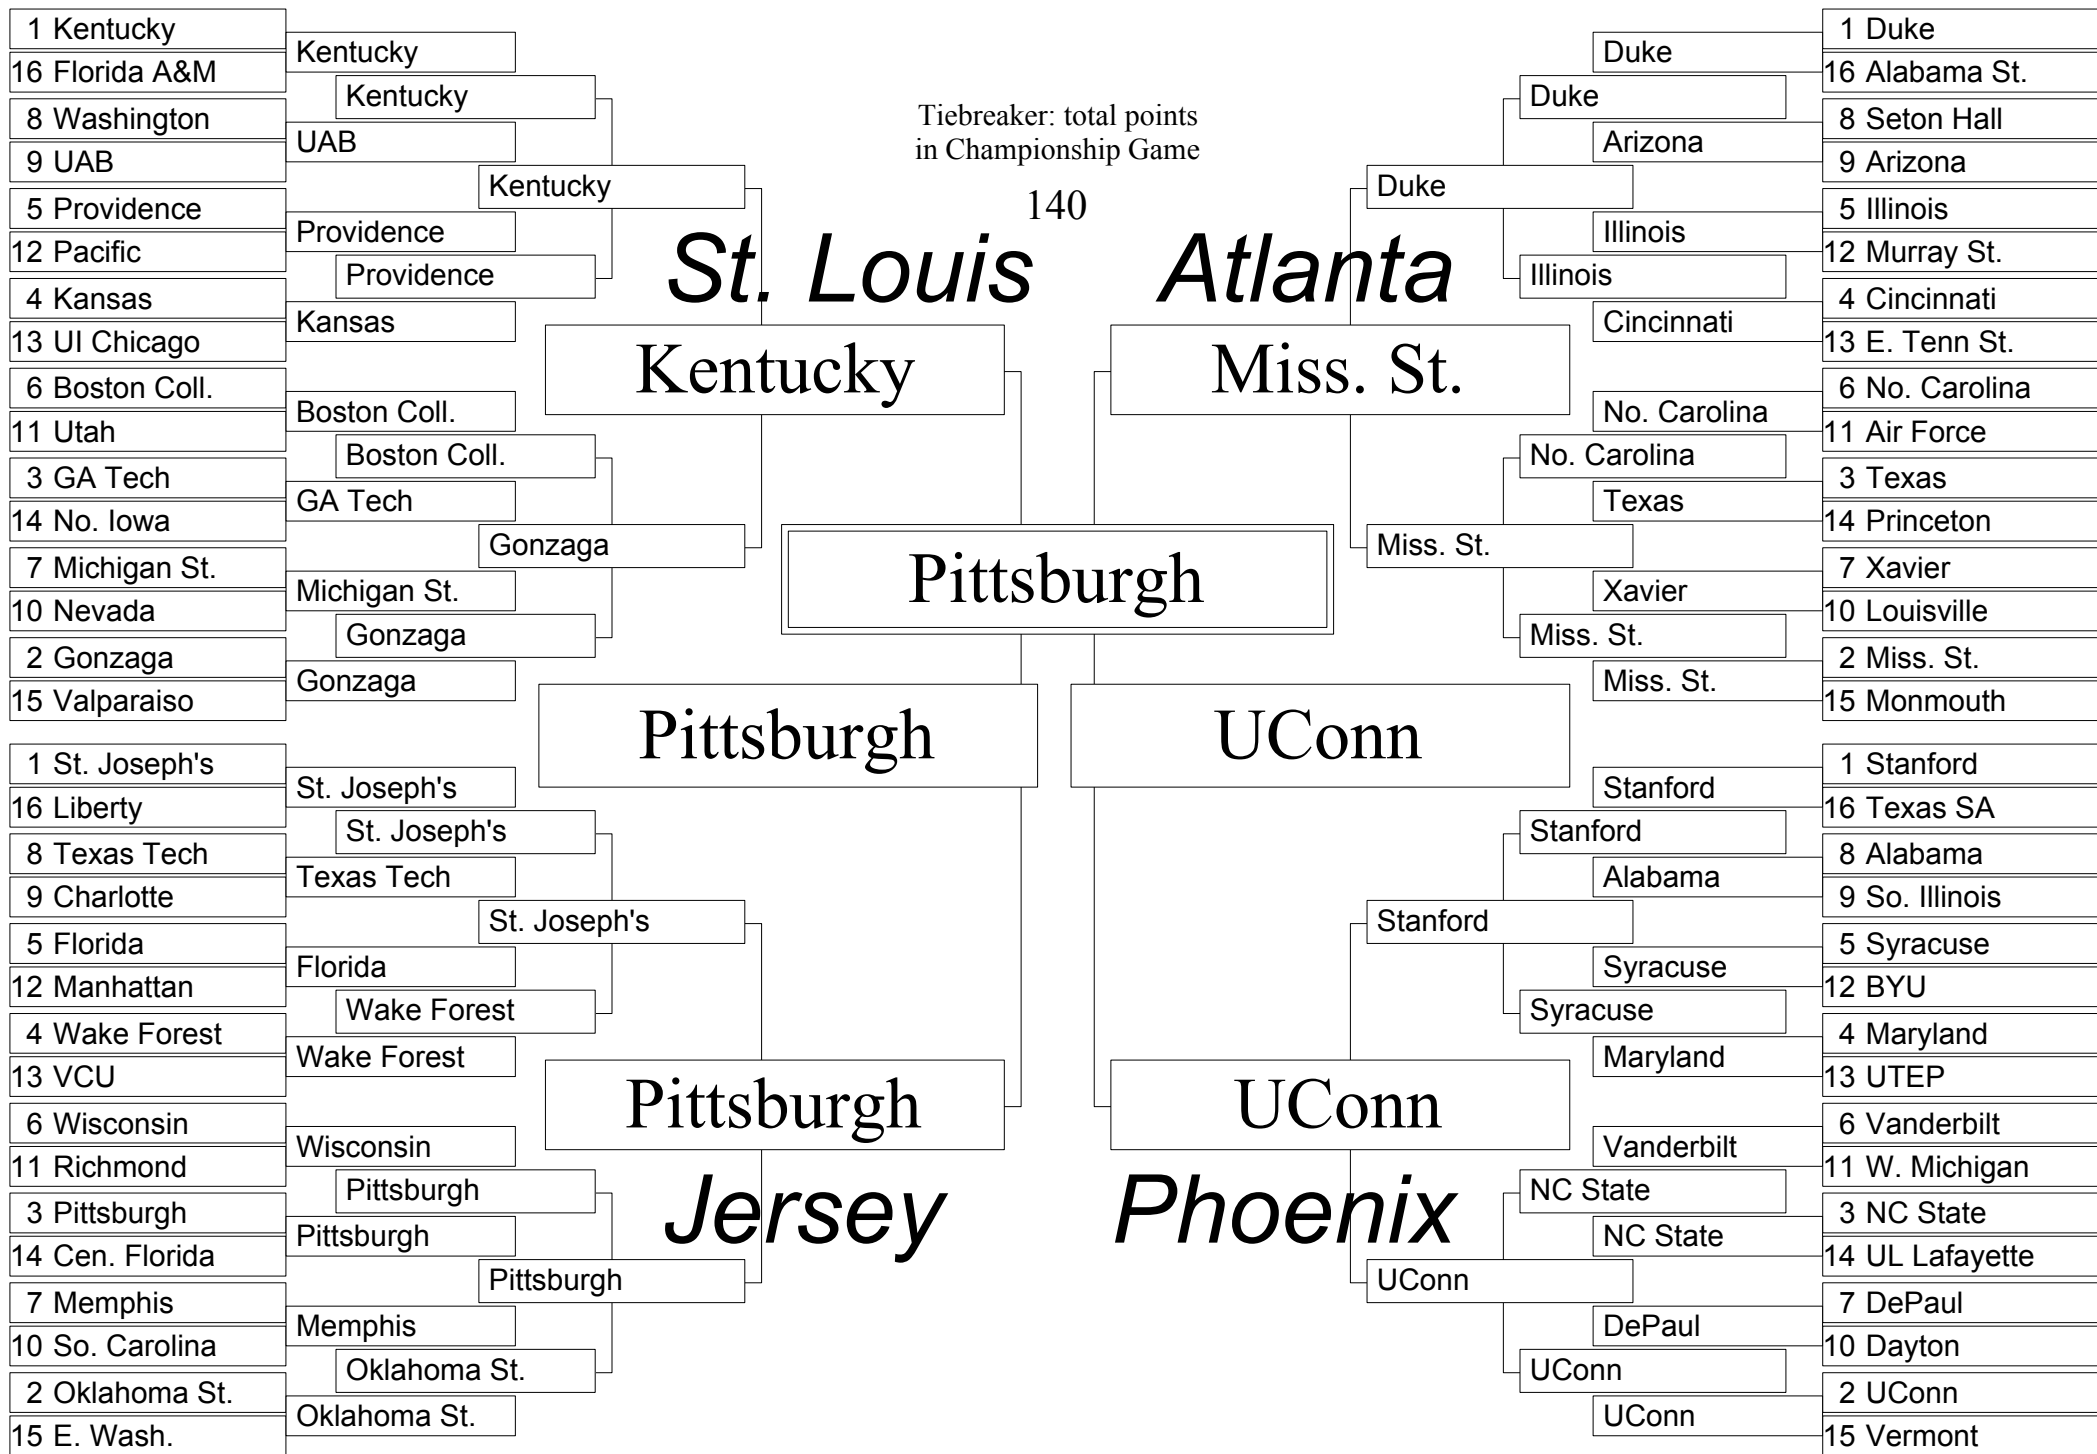 1 Kentucky
16 Florida A&M
8 Washington
9 UAB
5 Providence
12 Pacific
4 Kansas
13 UI Chicago
6 Boston Coll.
11 Utah
3 GA Tech
14 No. Iowa
7 Michigan St.
10 Nevada
2 Gonzaga
15 Valparaiso
1 St. Joseph's
16 Liberty
8 Texas Tech
9 Charlotte
5 Florida
12 Manhattan
4 Wake Forest
13 VCU
6 Wisconsin
11 Richmond
3 Pittsburgh
14 Cen. Florida
7 Memphis
10 So. Carolina
2 Oklahoma St.
15 E. Wash.
Kentucky
UAB
Providence
Kansas
Boston Coll.
GA Tech
Michigan St.
Gonzaga
St. Joseph's
Texas Tech
Florida
Wake Forest
Wisconsin
Pittsburgh
Memphis
Oklahoma St.
Kentucky
Providence
Boston Coll.
Gonzaga
St. Joseph's
Wake Forest
Pittsburgh
Oklahoma St.
Kentucky
Gonzaga
St. Joseph's
Pittsburgh
St. Louis
Kentucky
Pittsburgh
Pittsburgh
Jersey
Tiebreaker: total points
in Championship Game
140
Pittsburgh
Atlanta
Miss. St.
UConn
UConn
Phoenix
Duke
Miss. St.
Stanford
UConn
Duke
Illinois
No. Carolina
Miss. St.
Stanford
Syracuse
NC State
UConn
Duke
Arizona
Illinois
Cincinnati
No. Carolina
Texas
Xavier
Miss. St.
Stanford
Alabama
Syracuse
Maryland
Vanderbilt
NC State
DePaul
UConn
1 Duke
16 Alabama St.
8 Seton Hall
9 Arizona
5 Illinois
12 Murray St.
4 Cincinnati
13 E. Tenn St.
6 No. Carolina
11 Air Force
3 Texas
14 Princeton
7 Xavier
10 Louisville
2 Miss. St.
15 Monmouth
1 Stanford
16 Texas SA
8 Alabama
9 So. Illinois
5 Syracuse
12 BYU
4 Maryland
13 UTEP
6 Vanderbilt
11 W. Michigan
3 NC State
14 UL Lafayette
7 DePaul
10 Dayton
2 UConn
15 Vermont